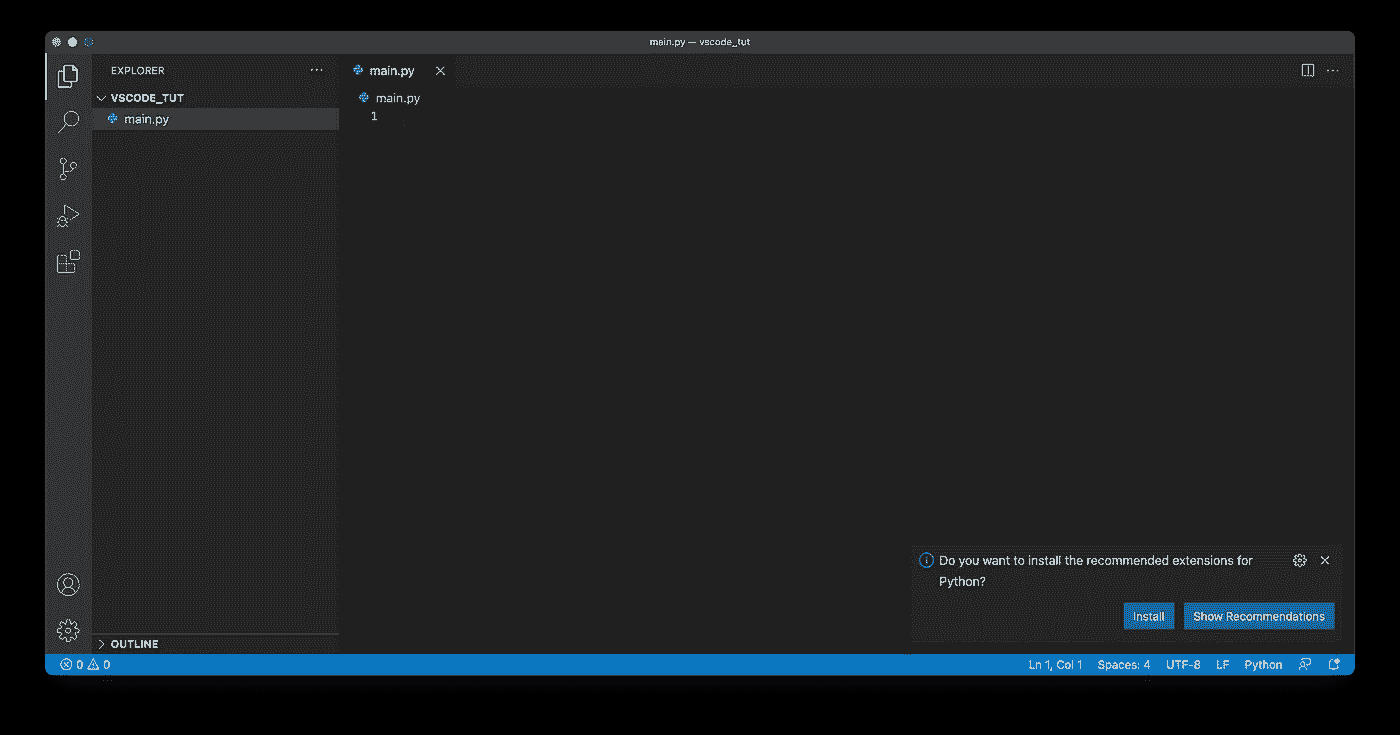 main.py — vscode_tut
EXPLORER
main.py
VSCODE_TUT
main.py
main.py
1
Do you want to install the recommended extensions for
Python?
Install
Show Recommendations
OUTLINE
0
0
Ln 1, Col 1
Spaces: 4
UTF-8
LF
Python